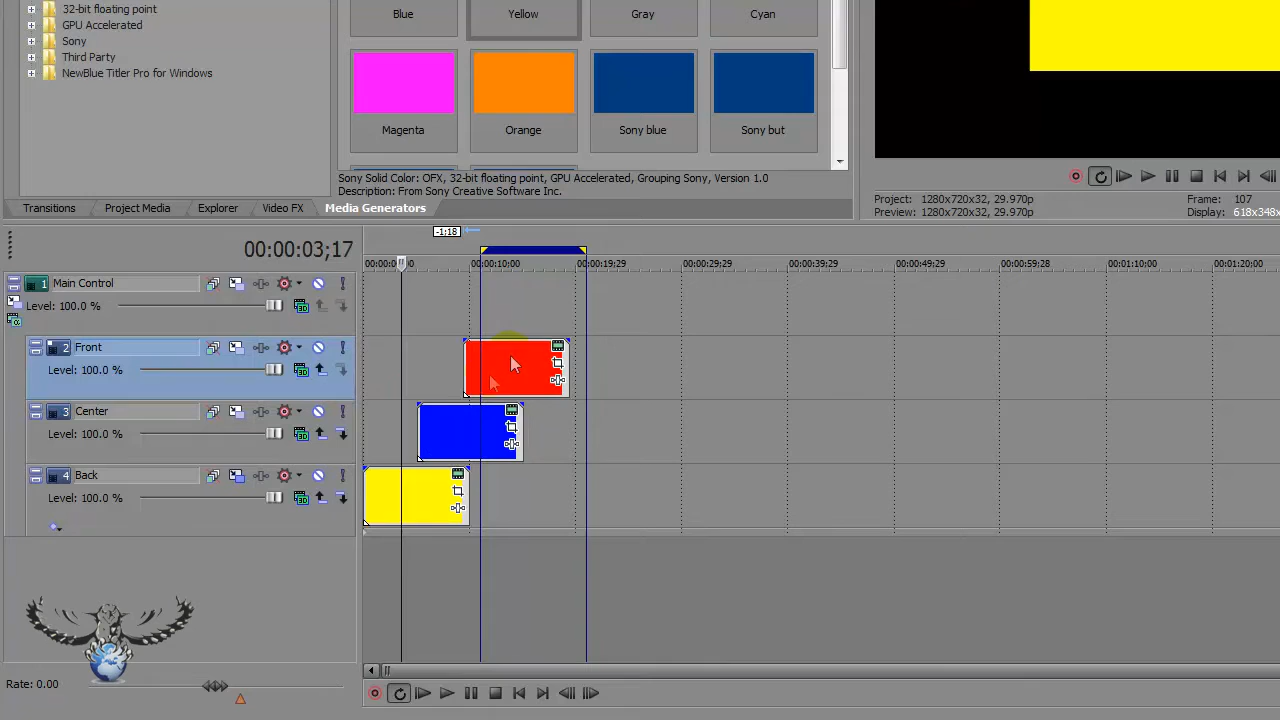 32-bit floating point
GPU Accelerated
Sony
Third Party
NewBlue Titler Pro for Windows
Blue
Yellow
Gray
Cyan
Magenta
Orange
Sony blue
Sony but
Sony Solid Color: OFX, 32-bit floating point, GPU Accelerated, Grouping Sony, Version 1.0
Description: From Sony Creative Software Inc.
Transitions
Project Media
Explorer
Video FX
Media Generators
Project: 1280x720x32, 29.970p
Preview: 1280x720x32, 29.970p
Frame: 107
Display: 618x348x
-1;18
00:00:03;17
00:00:10;00
00:00:19;29
00:00:29;29
00:00:39;29
00:00:49;29
00:00:59;28
00:01:10;00
00:01:20;00
1
Main Control
Level: 100.0 %
2
Front
Level: 100.0 %
3
Center
Level: 100.0 %
4
Back
Level: 100.0 %
Rate: 0.00